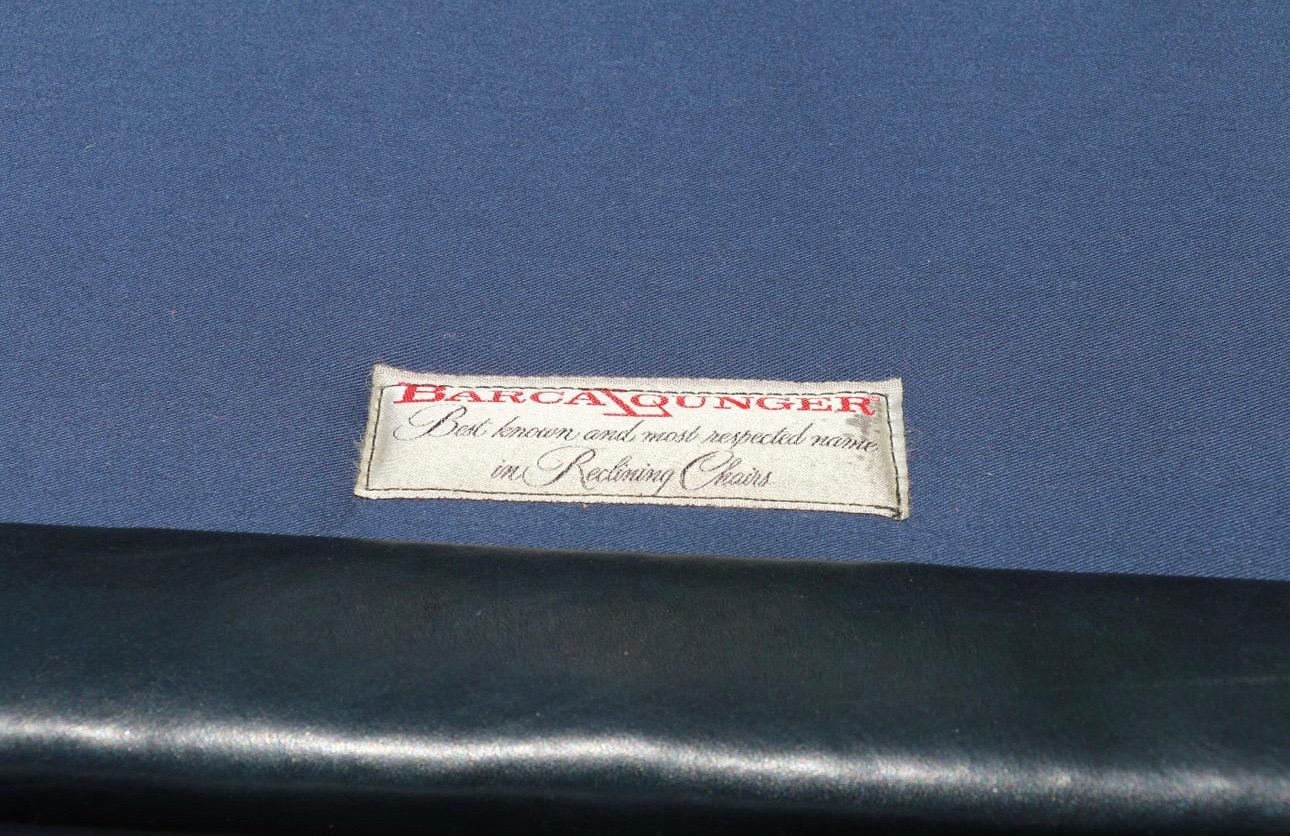 BARCALOUNGER®
Best known and most respected name
in Reclining Chairs